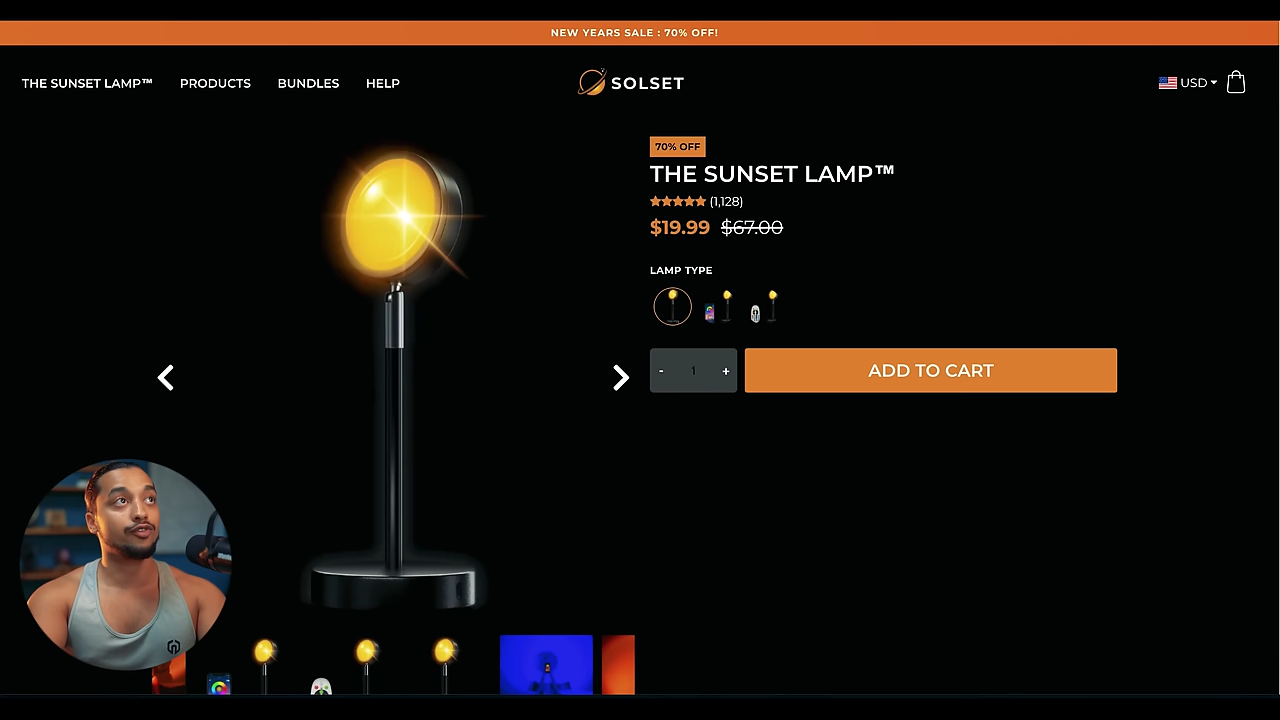 NEW YEARS SALE : 70% OFF!
THE SUNSET LAMP™ PRODUCTS BUNDLES HELP
SOLSET
USD
70% OFF
THE SUNSET LAMP™
(1,128)
$19.99 $67.00
LAMP TYPE
- 1 + ADD TO CART